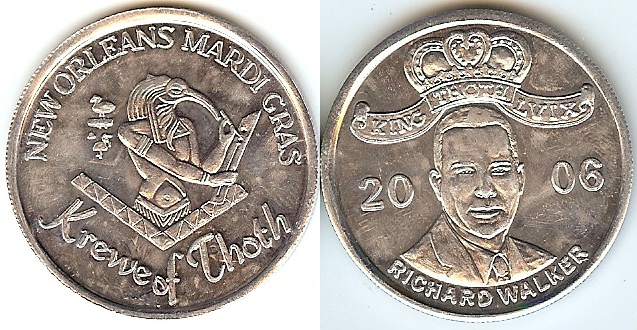 NEW ORLEANS MARDI GRAS
Krewe of Thoth
KING THOTH LVIX
20 06
RICHARD WALKER